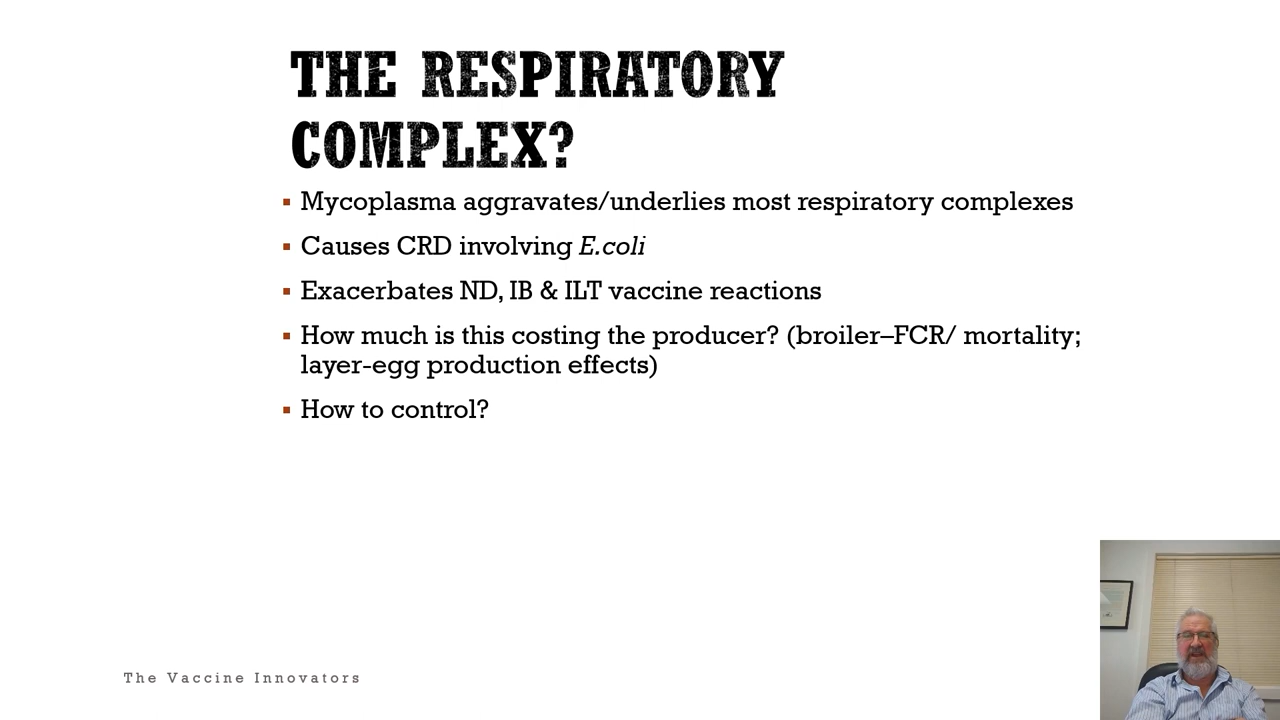 THE RESPIRATORY
COMPLEX?
▪ Mycoplasma aggravates/underlies most respiratory complexes
▪ Causes CRD involving E.coli
▪ Exacerbates ND, IB & ILT vaccine reactions
▪ How much is this costing the producer? (broiler–FCR/ mortality;
layer-egg production effects)
▪ How to control?
The Vaccine Innovators